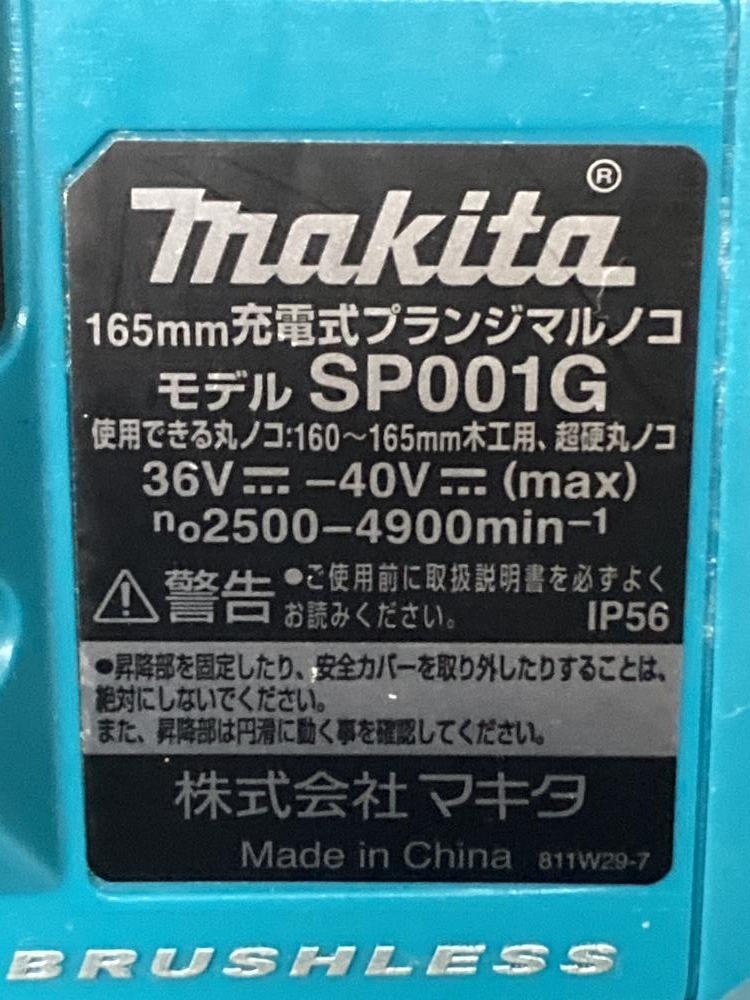 makita®
165mm充電式プランジマルノコ
モデル SP001G
使用できる丸ノコ:160～165mm木工用、超硬丸ノコ
36V⎓ –40V⎓ (max)
no2500–4900min⁻¹
⚠警告 ●ご使用前に取扱説明書を必ずよく
お読みください。 IP56
●昇降部を固定したり、安全カバーを取り外したりすることは、
絶対にしないでください。
また、昇降部は円滑に動く事を確認してください。
株式会社マキタ
Made in China 811W29-7
BRUSHLESS